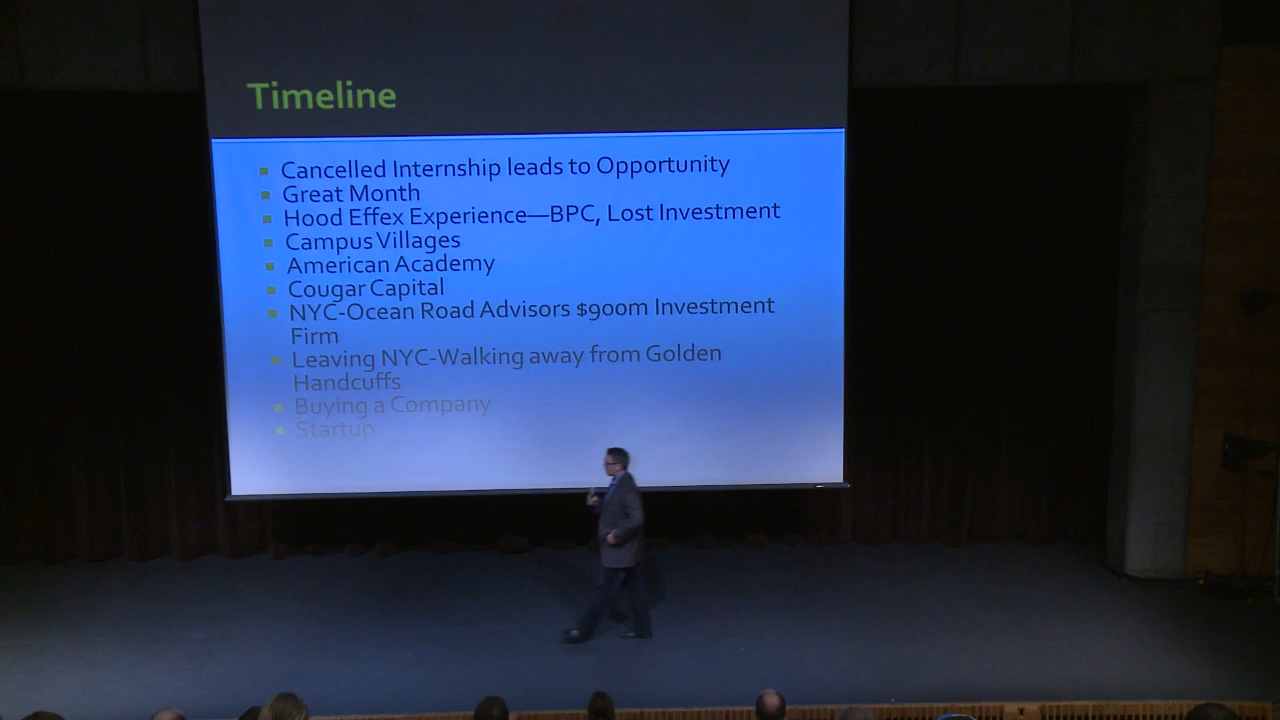 Timeline
Cancelled Internship leads to Opportunity
Great Month
Hood Effex Experience—BPC, Lost Investment
Campus Villages
American Academy
Cougar Capital
NYC-Ocean Road Advisors $900m Investment
Firm
Leaving NYC-Walking away from Golden
Handcuffs
Buying a Company
Startup